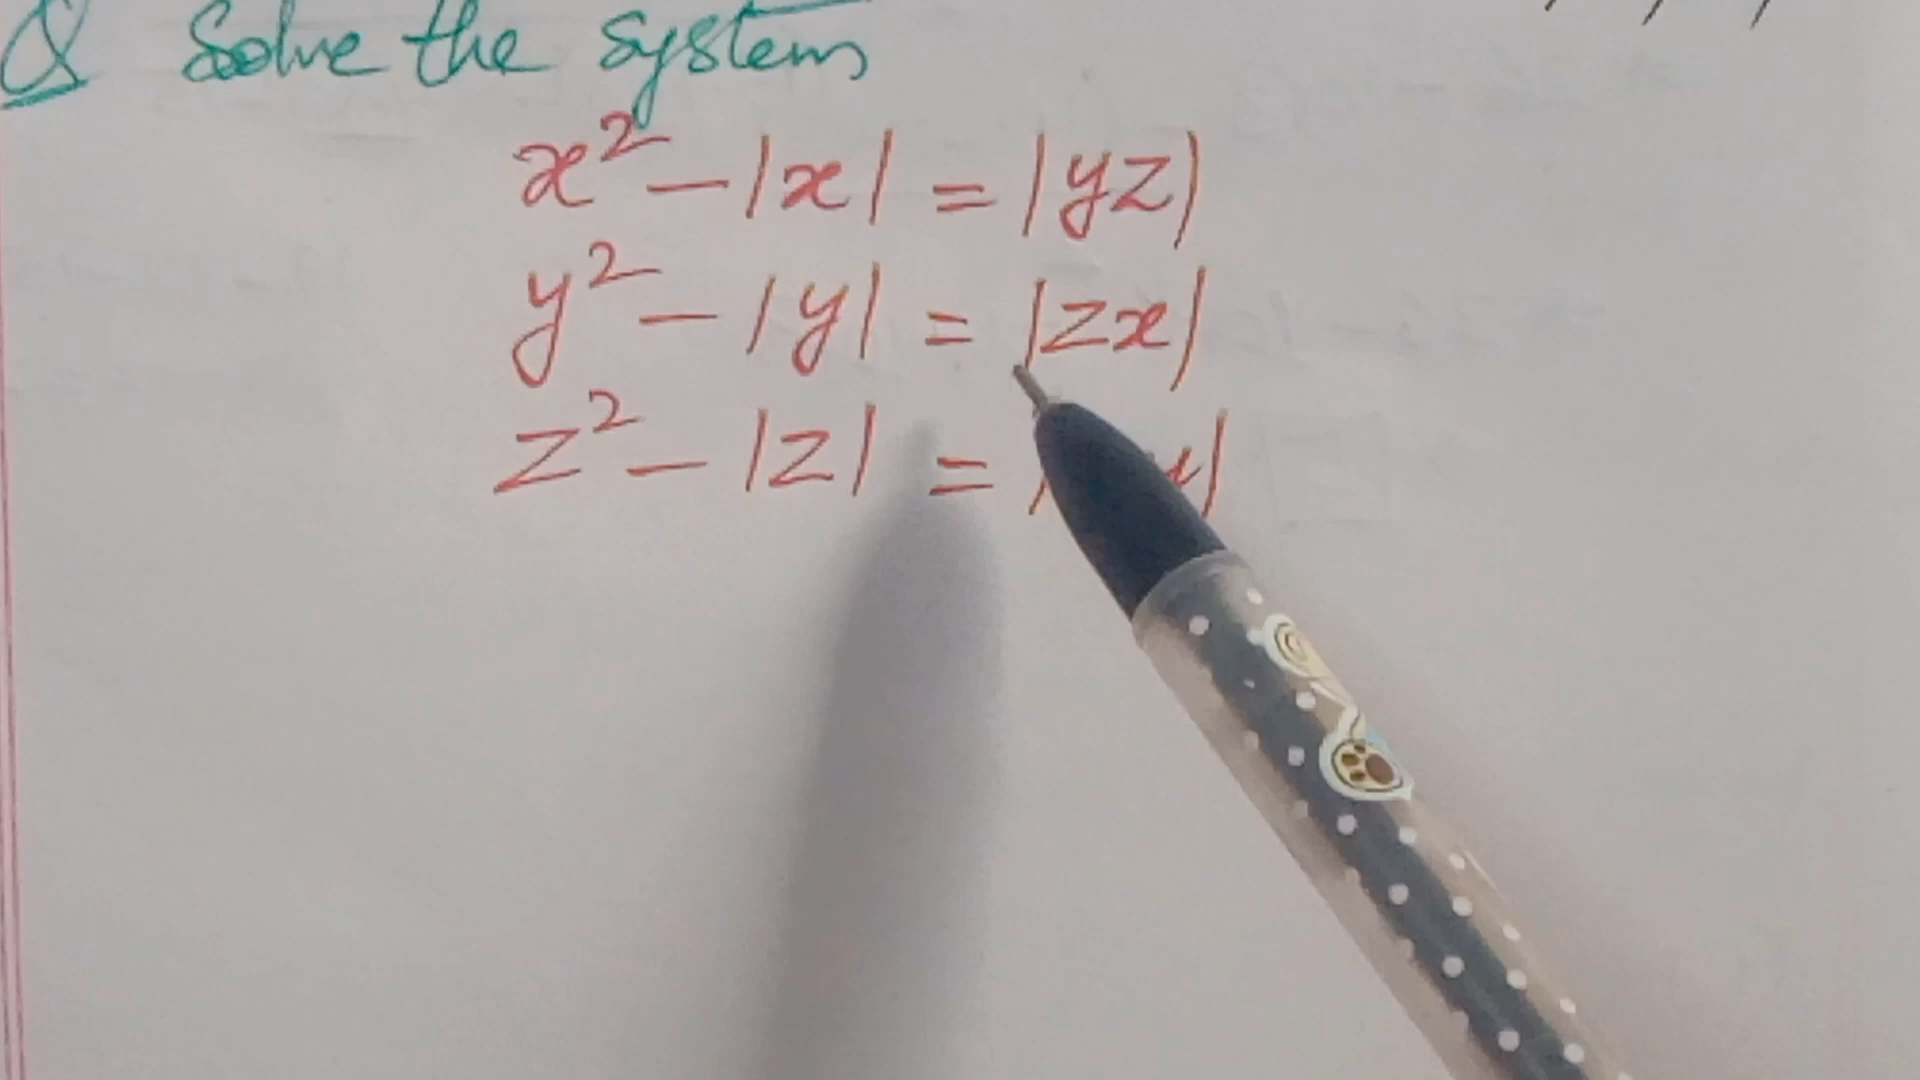 Q Solve the system
x² - |x| = |yz|
y² - |y| = |zx|
z² - |z| = | y|